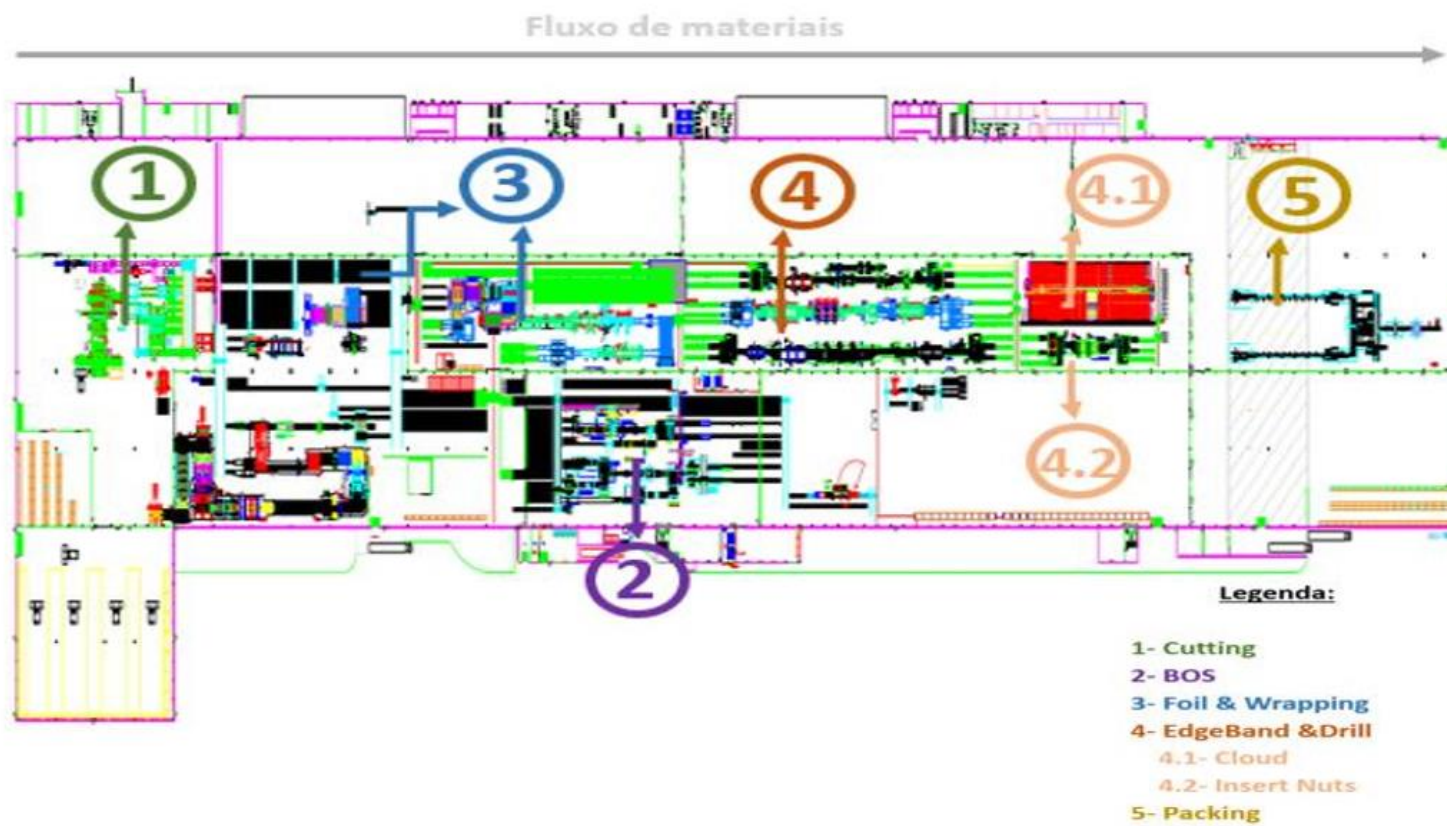 Fluxo de materiais
1
3
4
4.1
5
4.2
2
Legenda:
1- Cutting
2- BOS
3- Foil & Wrapping
4- EdgeBand &Drill
4.1- Cloud
4.2- Insert Nuts
5- Packing